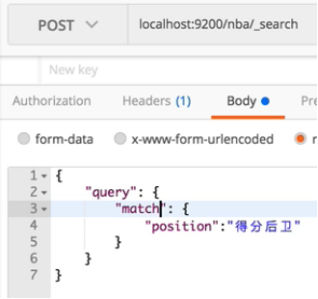 POST localhost:9200/nba/_search
New key
Authorization Headers (1) Body Pre
form-data x-www-form-urlencoded r
1 {
2 "query": {
3 "match": {
4 "position":"得分后卫"
5 }
6 }
7 }